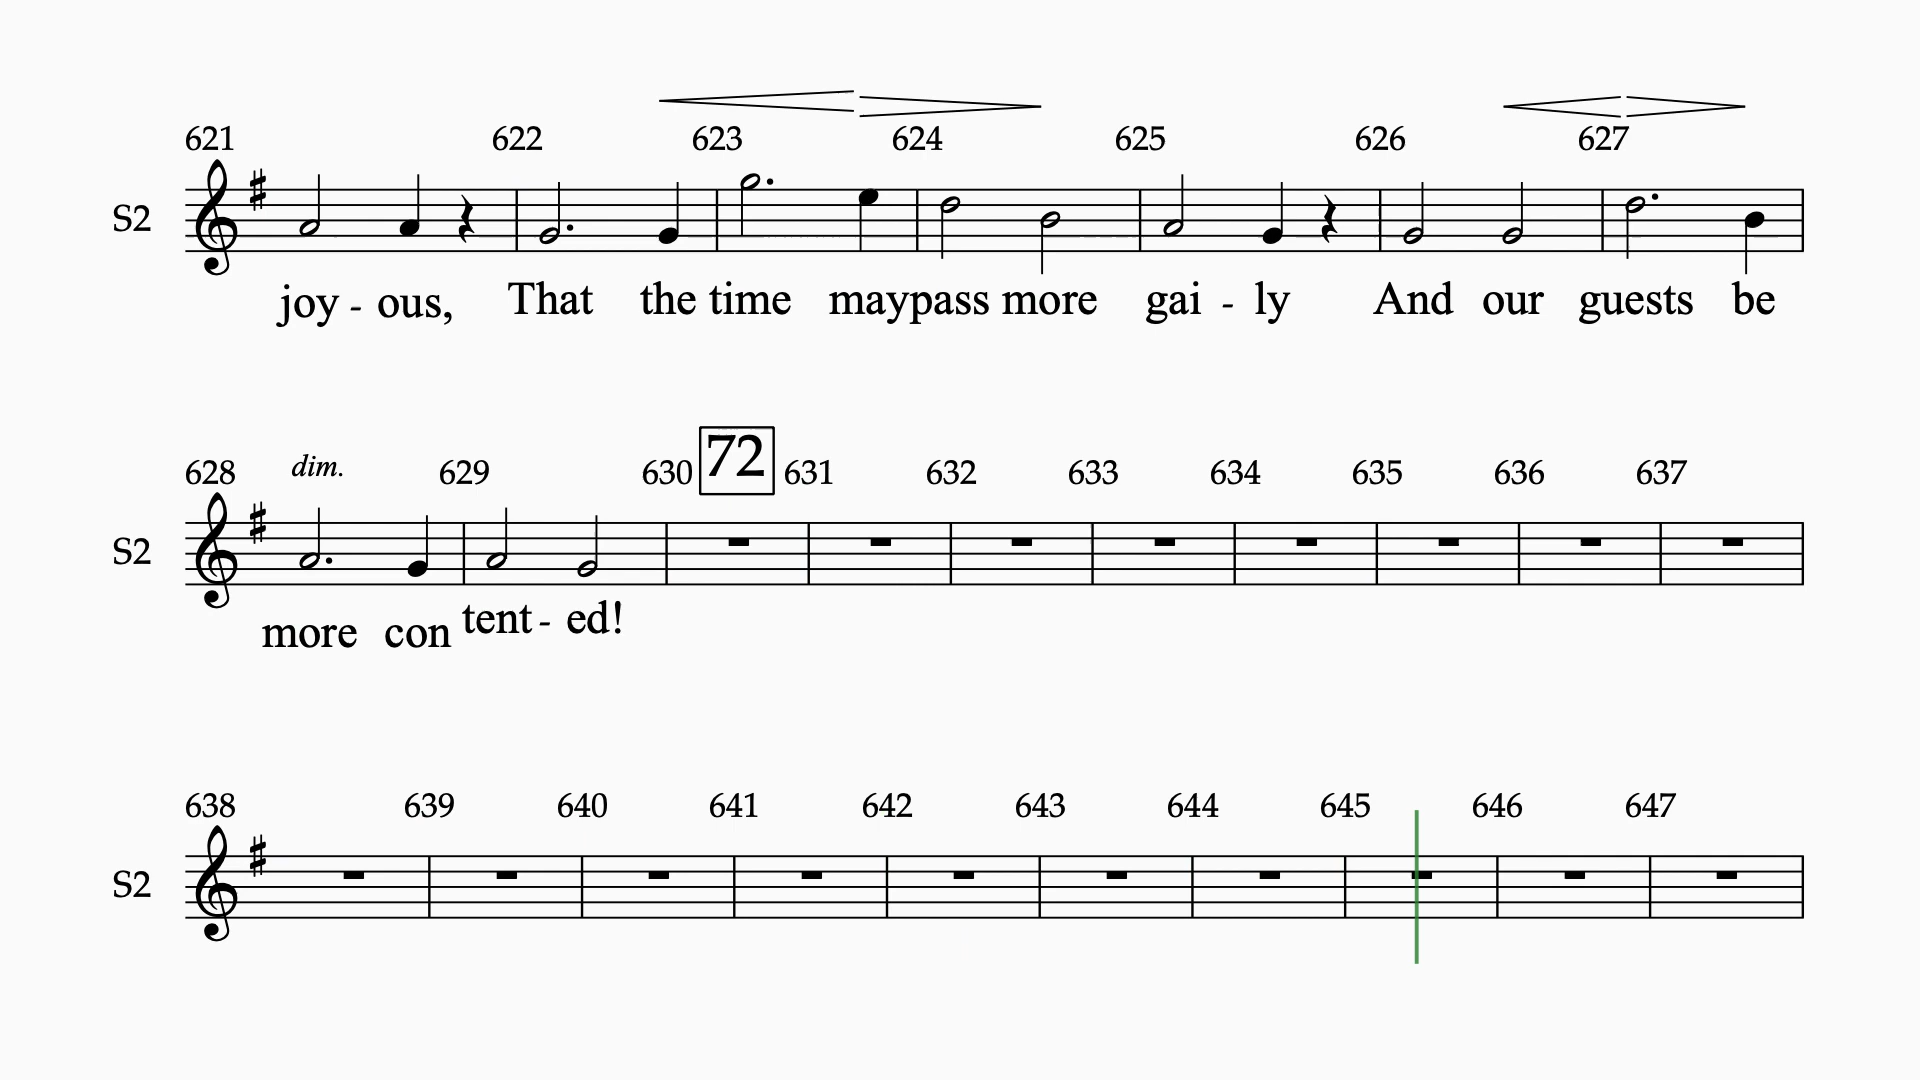 621 622 623 624 625 626 627
S2
joy - ous, That the time maypass more gai - ly And our guests be
628 dim. 629 630 72 631 632 633 634 635 636 637
S2
more con tent - ed!
638 639 640 641 642 643 644 645 646 647
S2